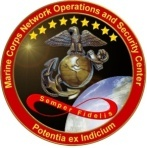 Marine Corps Network Operations and Security Center
Semper Fidelis
Potentia ex Indicium